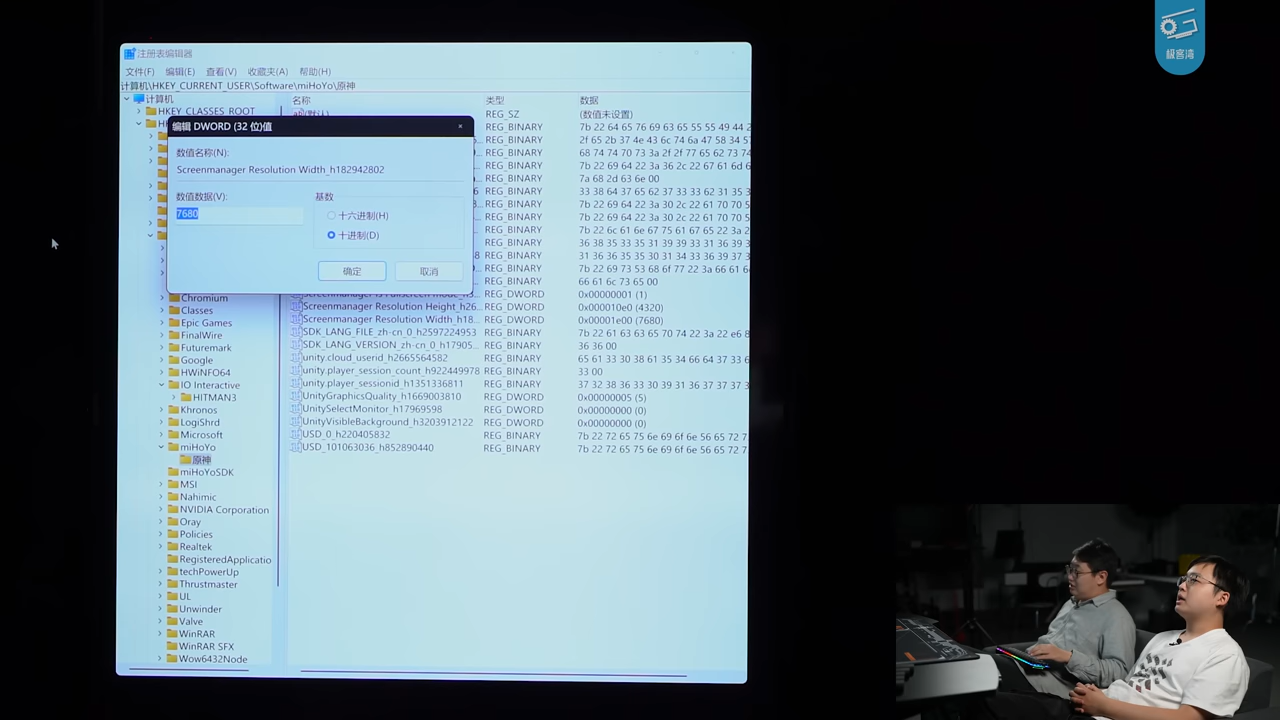 极客湾
注册表编辑器
文件(F) 编辑(E) 查看(V) 收藏夹(A) 帮助(H)
计算机\HKEY_CURRENT_USER\Software\miHoYo\原神
计算机
HKEY_CLASSES_ROOT
Chromium
Classes
Epic Games
FinalWire
Futuremark
Google
HWiNFO64
IO Interactive
HITMAN3
Khronos
LogiShrd
Microsoft
miHoYo
原神
miHoYoSDK
MSI
Nahimic
NVIDIA Corporation
Oray
Policies
Realtek
RegisteredApplicatio
techPowerUp
Thrustmaster
UL
Unwinder
Valve
WinRAR
WinRAR SFX
Wow6432Node
编辑 DWORD (32 位)值
数值名称(N):
Screenmanager Resolution Width_h182942802
数值数据(V):
7680
基数
十六进制(H)
十进制(D)
确定 取消
名称 类型 数据
REG_SZ (数值未设置)
REG_BINARY 7b 22 64 65 76 69 63 65 55 55 49 44 2
REG_BINARY 2f 65 2b 37 4e 43 6c 74 6a 47 58 34 5
REG_BINARY 68 74 74 70 73 3a 2f 2f 77 65 62 73 74
REG_BINARY 7b 22 69 64 22 3a 36 2c 22 67 61 6d 6
REG_BINARY 7a 68 2d 63 6e 00
REG_BINARY 33 38 64 37 65 62 37 33 33 62 31 35 3
REG_BINARY 7b 22 69 64 22 3a 30 2c 22 61 70 70 5
REG_BINARY 7b 22 69 64 22 3a 30 2c 22 61 70 70 5
REG_BINARY 7b 22 6c 61 6e 67 75 61 67 65 22 3a 2
REG_BINARY 36 38 35 33 35 31 39 39 33 31 36 39 3
REG_BINARY 31 36 36 35 35 30 31 34 33 36 39 37 3
REG_BINARY 7b 22 69 73 53 68 6f 77 22 3a 66 61 6
REG_BINARY 66 61 6c 73 65 00
Screenmanager Is Fullscreen mode_h3... REG_DWORD 0x00000001 (1)
Screenmanager Resolution Height_h26... REG_DWORD 0x000010e0 (4320)
Screenmanager Resolution Width_h18... REG_DWORD 0x00001e00 (7680)
SDK_LANG_FILE_zh-cn_0_h2597224953 REG_BINARY 7b 22 61 63 63 65 70 74 22 3a 22 e6 8
SDK_LANG_VERSION_zh-cn_0_h17905... REG_BINARY 36 36 00
unity.cloud_userid_h2665564582 REG_BINARY 65 61 33 30 38 61 35 34 66 64 37 33 6
unity.player_session_count_h922449978 REG_BINARY 33 00
unity.player_sessionid_h1351336811 REG_BINARY 37 32 38 36 33 30 39 31 36 37 37 37 3
UnityGraphicsQuality_h1669003810 REG_DWORD 0x00000005 (5)
UnitySelectMonitor_h17969598 REG_DWORD 0x00000000 (0)
UnityVisibleBackground_h3203912122 REG_DWORD 0x00000000 (0)
USD_0_h220405832 REG_BINARY 7b 22 72 65 75 6e 69 6f 6e 56 65 72 7
USD_101063036_h852890440 REG_BINARY 7b 22 72 65 75 6e 69 6f 6e 56 65 72 7